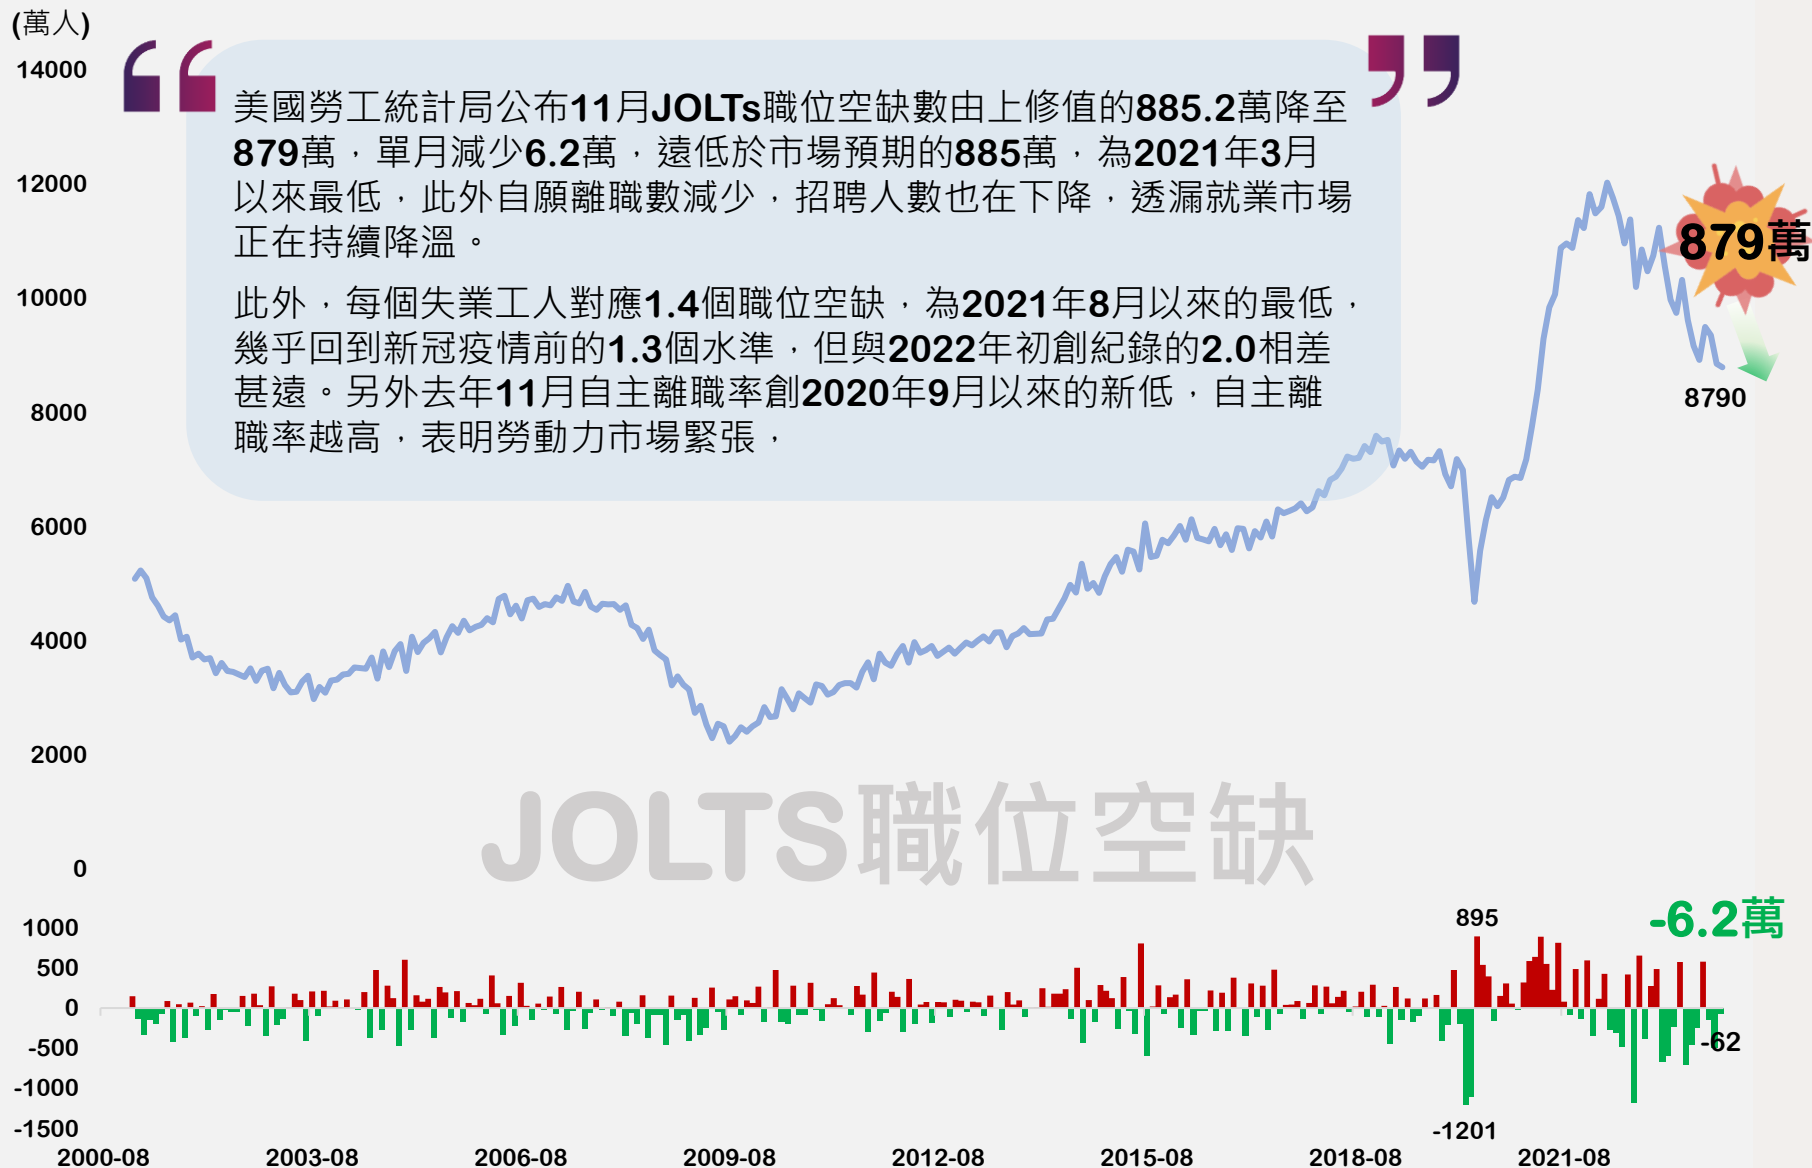 (萬人)
14000
12000
10000
8000
6000
4000
2000
0
美國勞工統計局公布11月JOLTs職位空缺數由上修值的885.2萬降至
879萬，單月減少6.2萬，遠低於市場預期的885萬，為2021年3月
以來最低，此外自願離職數減少，招聘人數也在下降，透漏就業市場
正在持續降溫。
此外，每個失業工人對應1.4個職位空缺，為2021年8月以來的最低，
幾乎回到新冠疫情前的1.3個水準，但與2022年初創紀錄的2.0相差
甚遠。另外去年11月自主離職率創2020年9月以來的新低，自主離
職率越高，表明勞動力市場緊張，
879萬
8790
JOLTS職位空缺
-6.2萬
1000
500
0
-500
-1000
-1500
895
-62
-1201
2000-08 2003-08 2006-08 2009-08 2012-08 2015-08 2018-08 2021-08